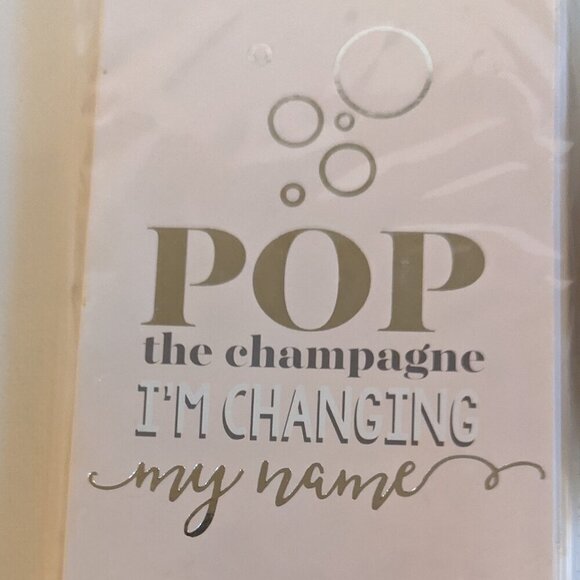 POP
the champagne
I'M CHANGING
my name